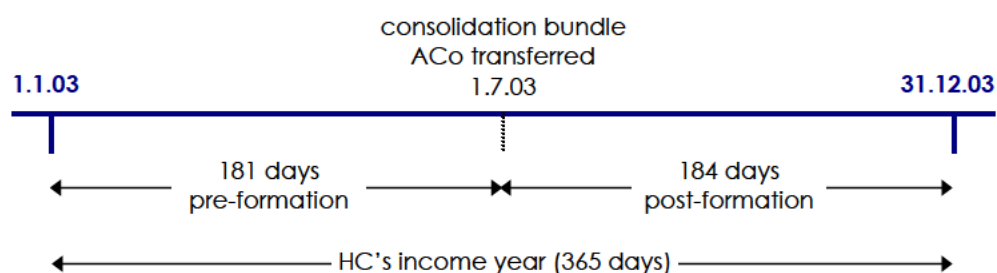 consolidation bundle
ACo transferred
1.1.03 1.7.03 31.12.03
181 days 184 days
pre-formation post-formation
HC's income year (365 days)